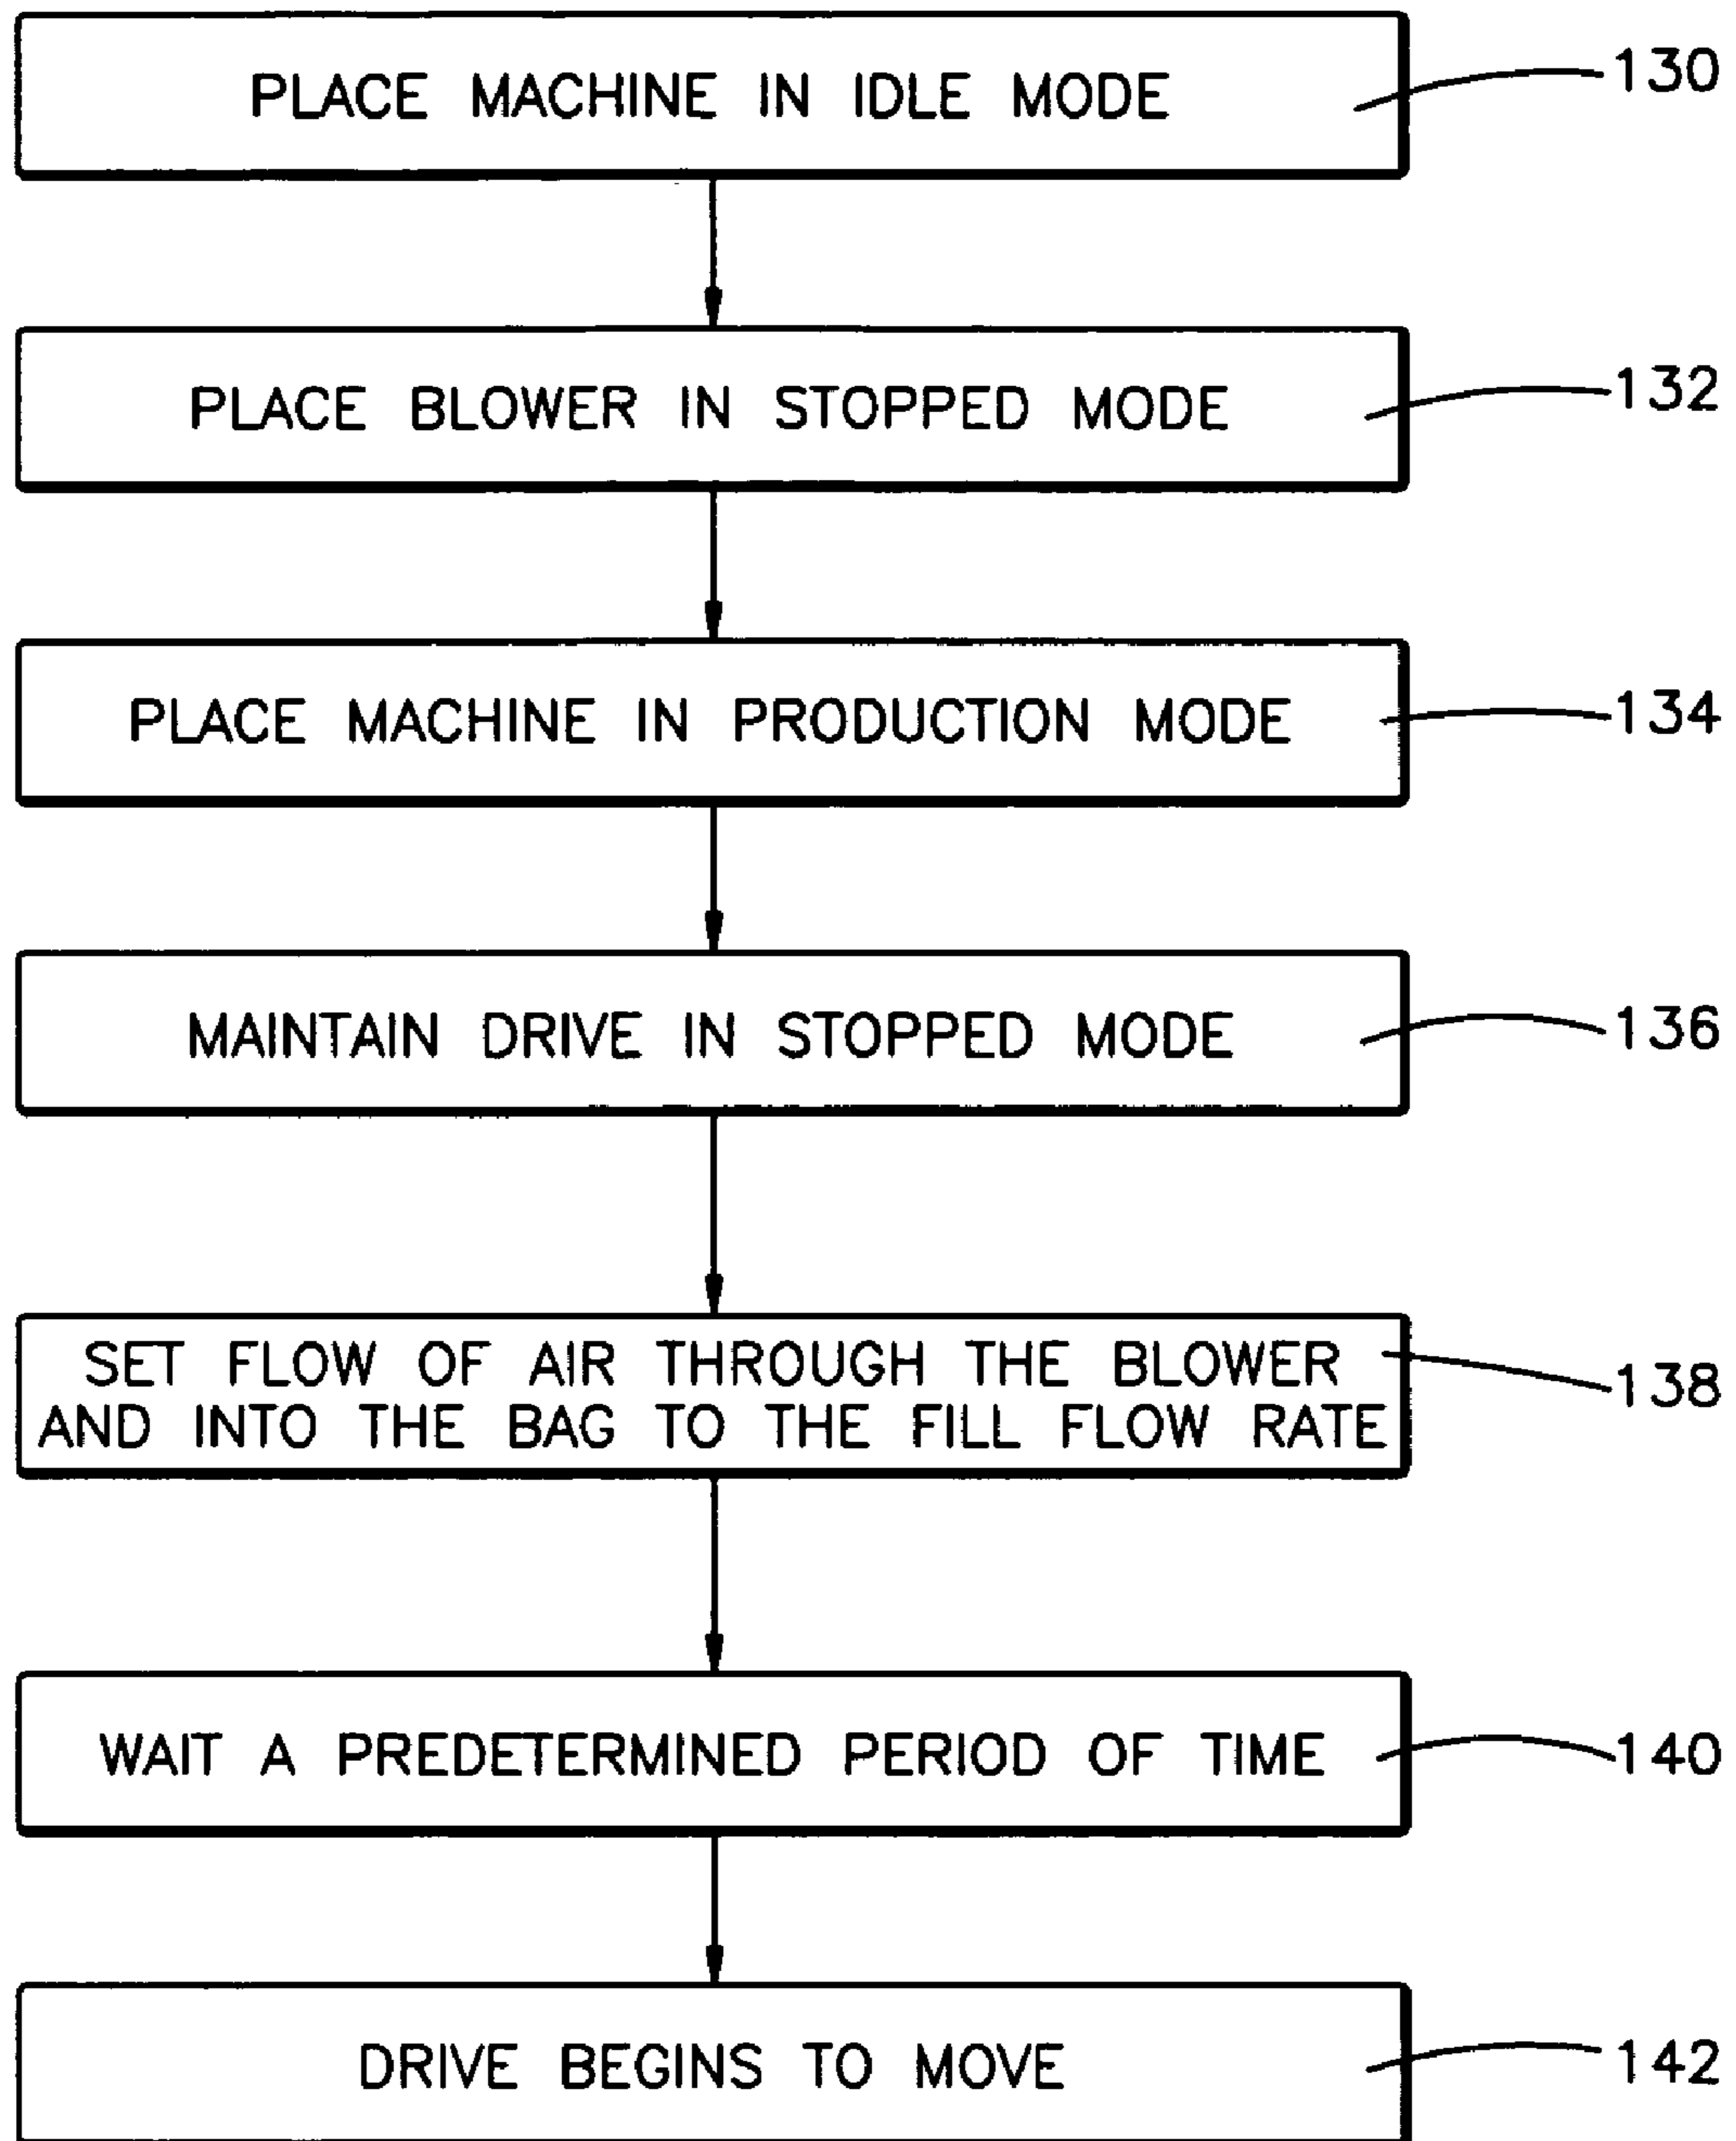 PLACE MACHINE IN IDLE MODE
130
PLACE BLOWER IN STOPPED MODE
132
PLACE MACHINE IN PRODUCTION MODE
134
MAINTAIN DRIVE IN STOPPED MODE
136
SET FLOW OF AIR THROUGH THE BLOWER
AND INTO THE BAG TO THE FILL FLOW RATE
138
WAIT A PREDETERMINED PERIOD OF TIME
140
DRIVE BEGINS TO MOVE
142